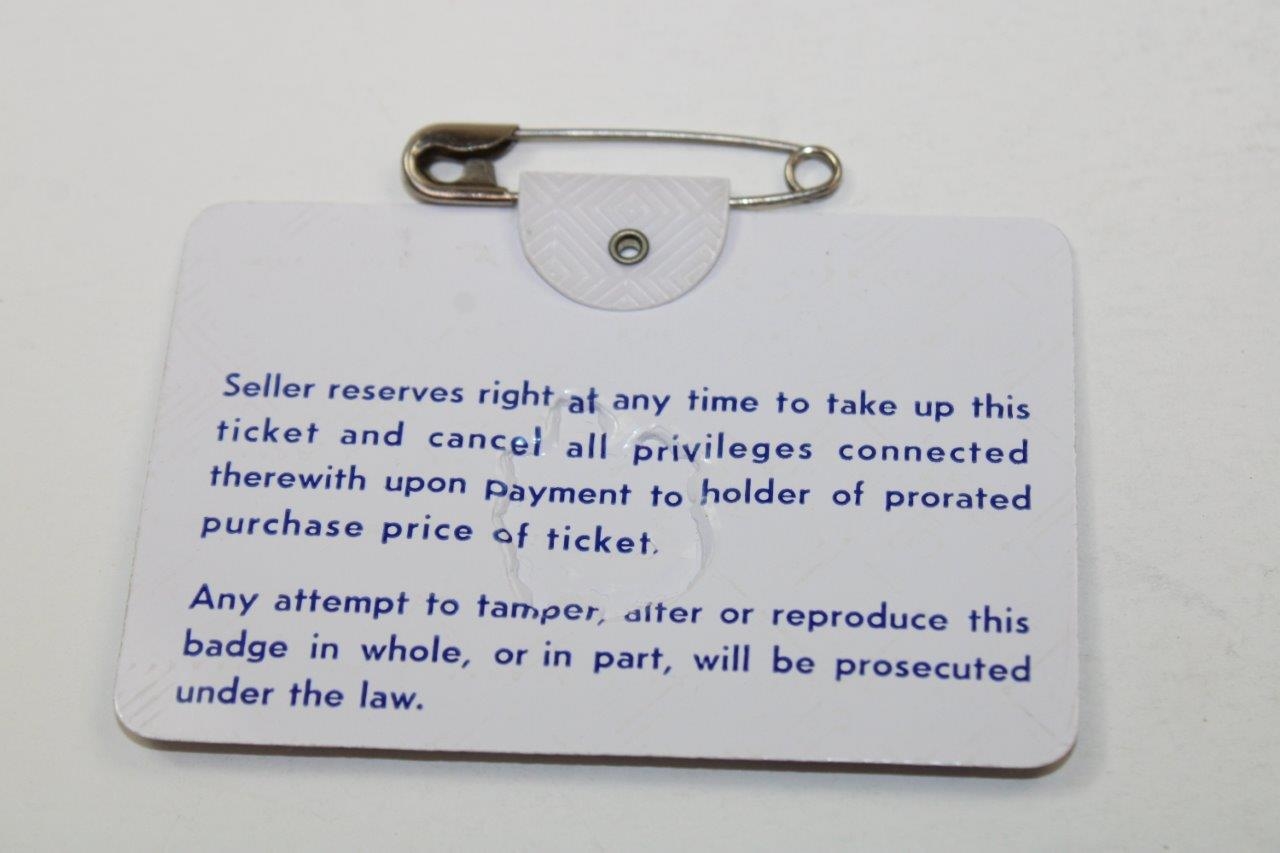 Seller reserves right at any time to take up this
ticket and cancel all privileges connected
therewith upon payment to holder of prorated
purchase price of ticket.
Any attempt to tamper, alter or reproduce this
badge in whole, or in part, will be prosecuted
under the law.